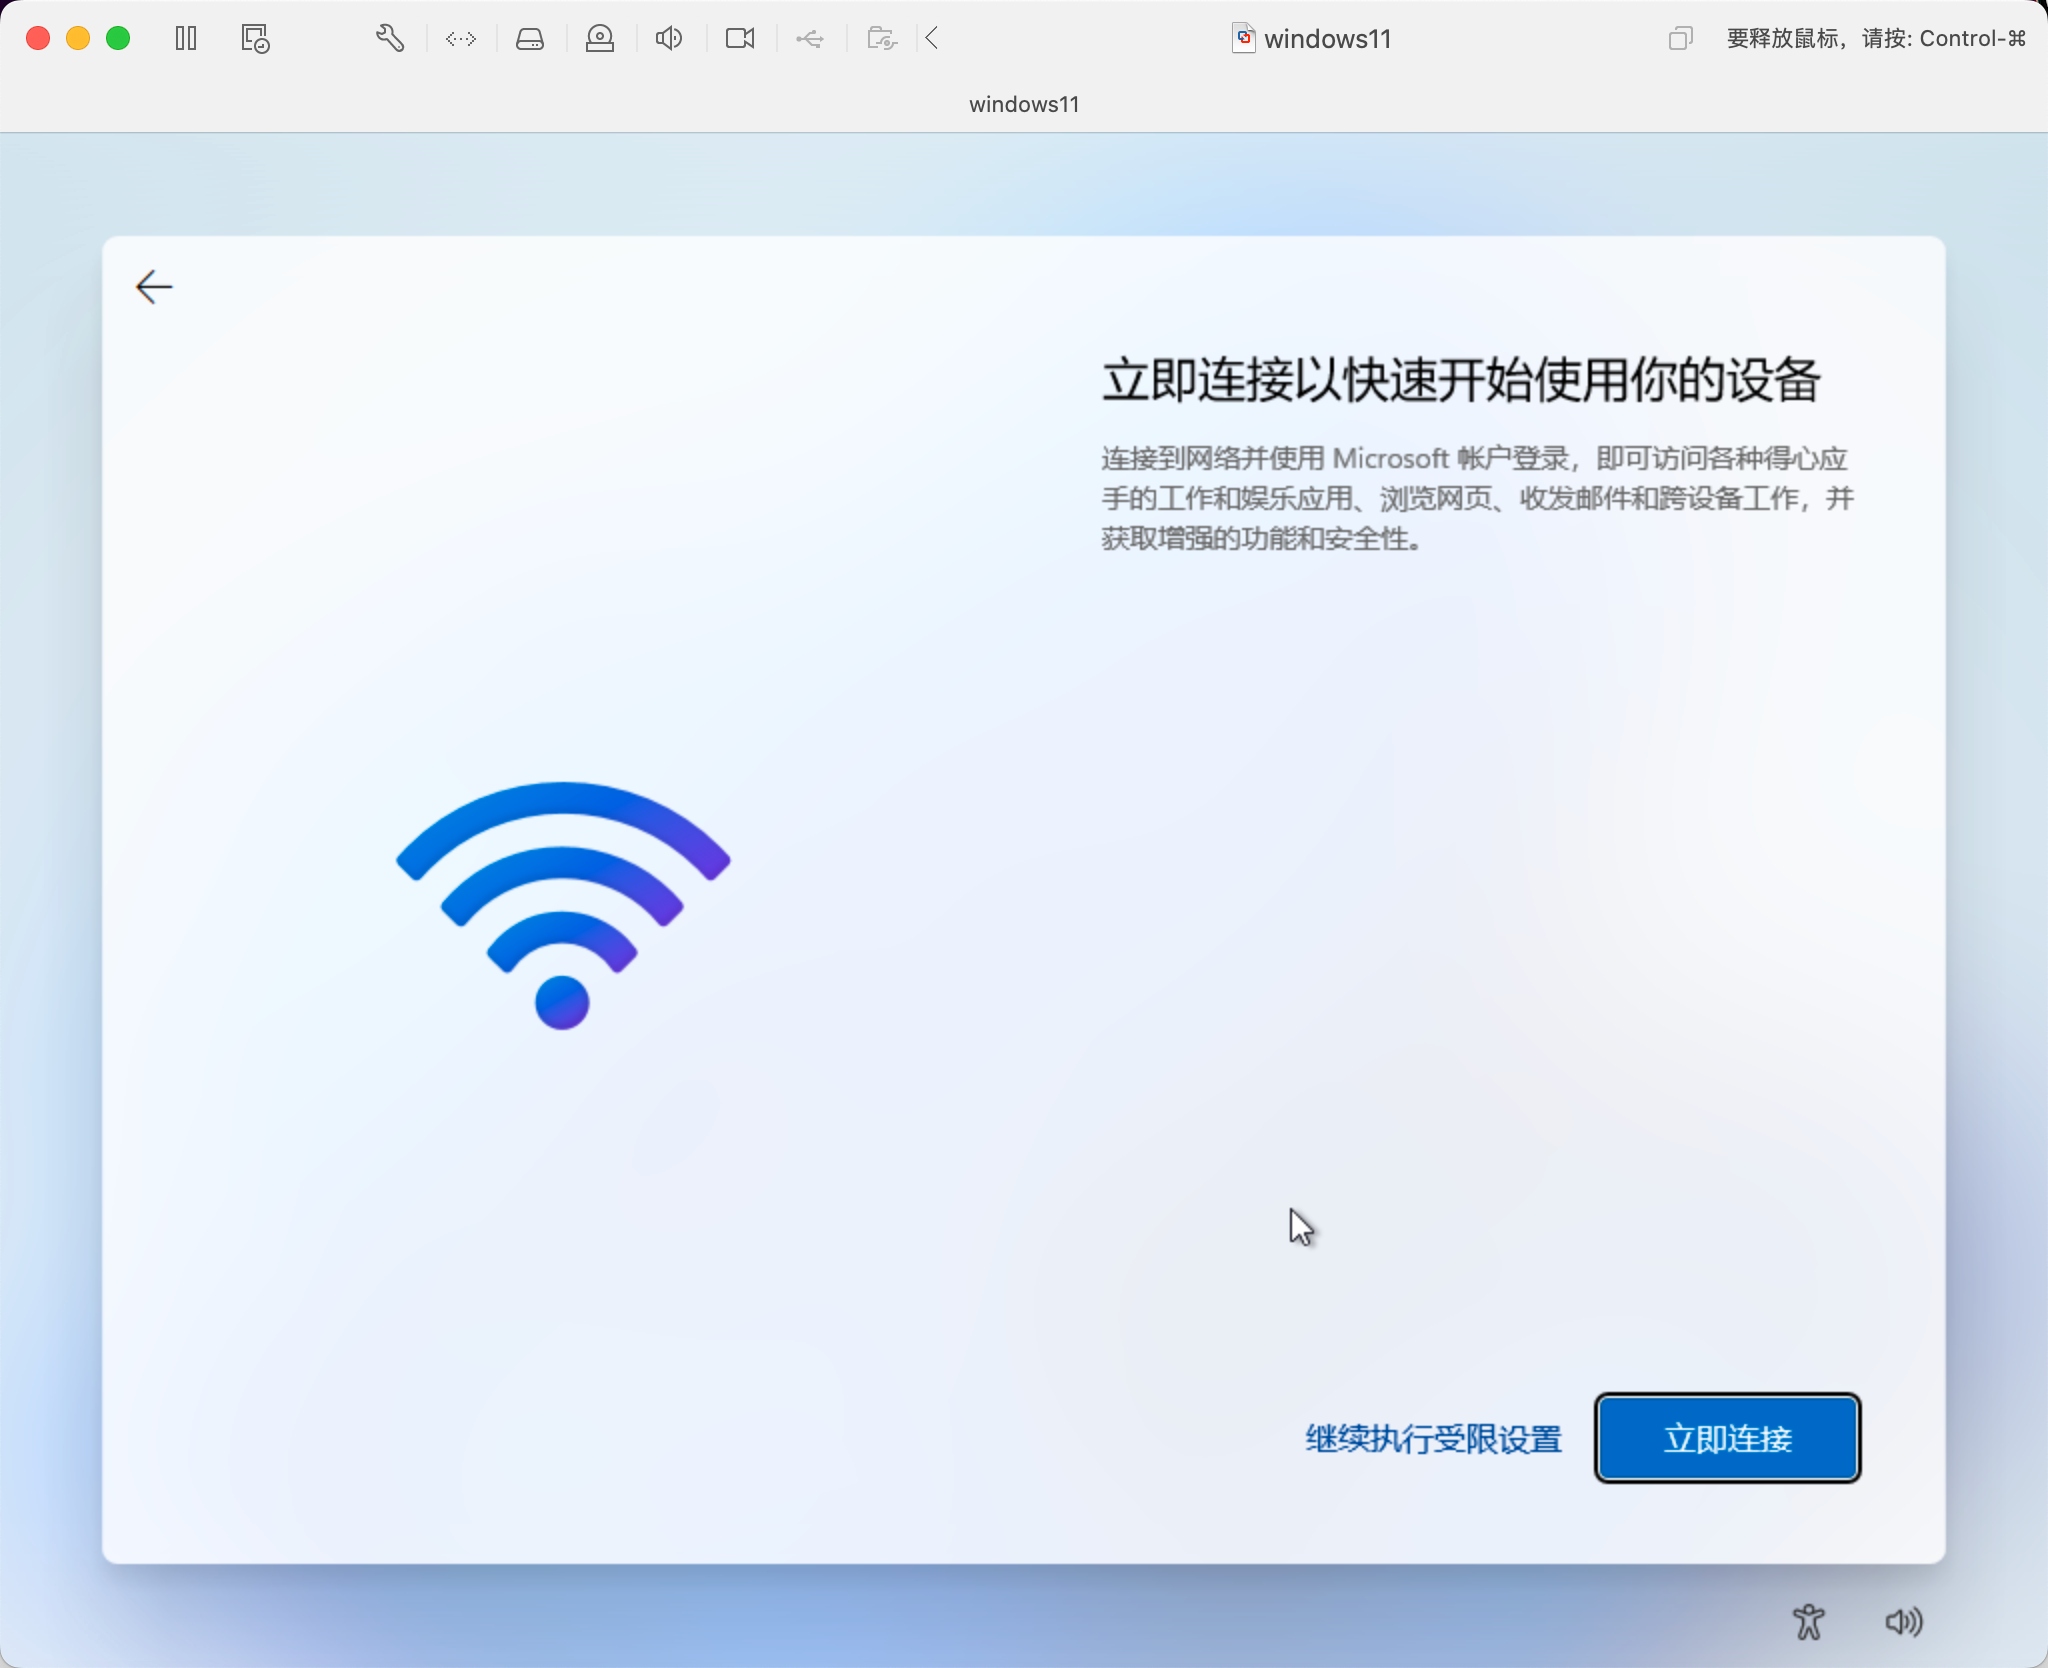 windows11
要释放鼠标，请按: Control-⌘
windows11
立即连接以快速开始使用你的设备
连接到网络并使用 Microsoft 帐户登录，即可访问各种得心应
手的工作和娱乐应用、浏览网页、收发邮件和跨设备工作，并
获取增强的功能和安全性。
继续执行受限设置
立即连接